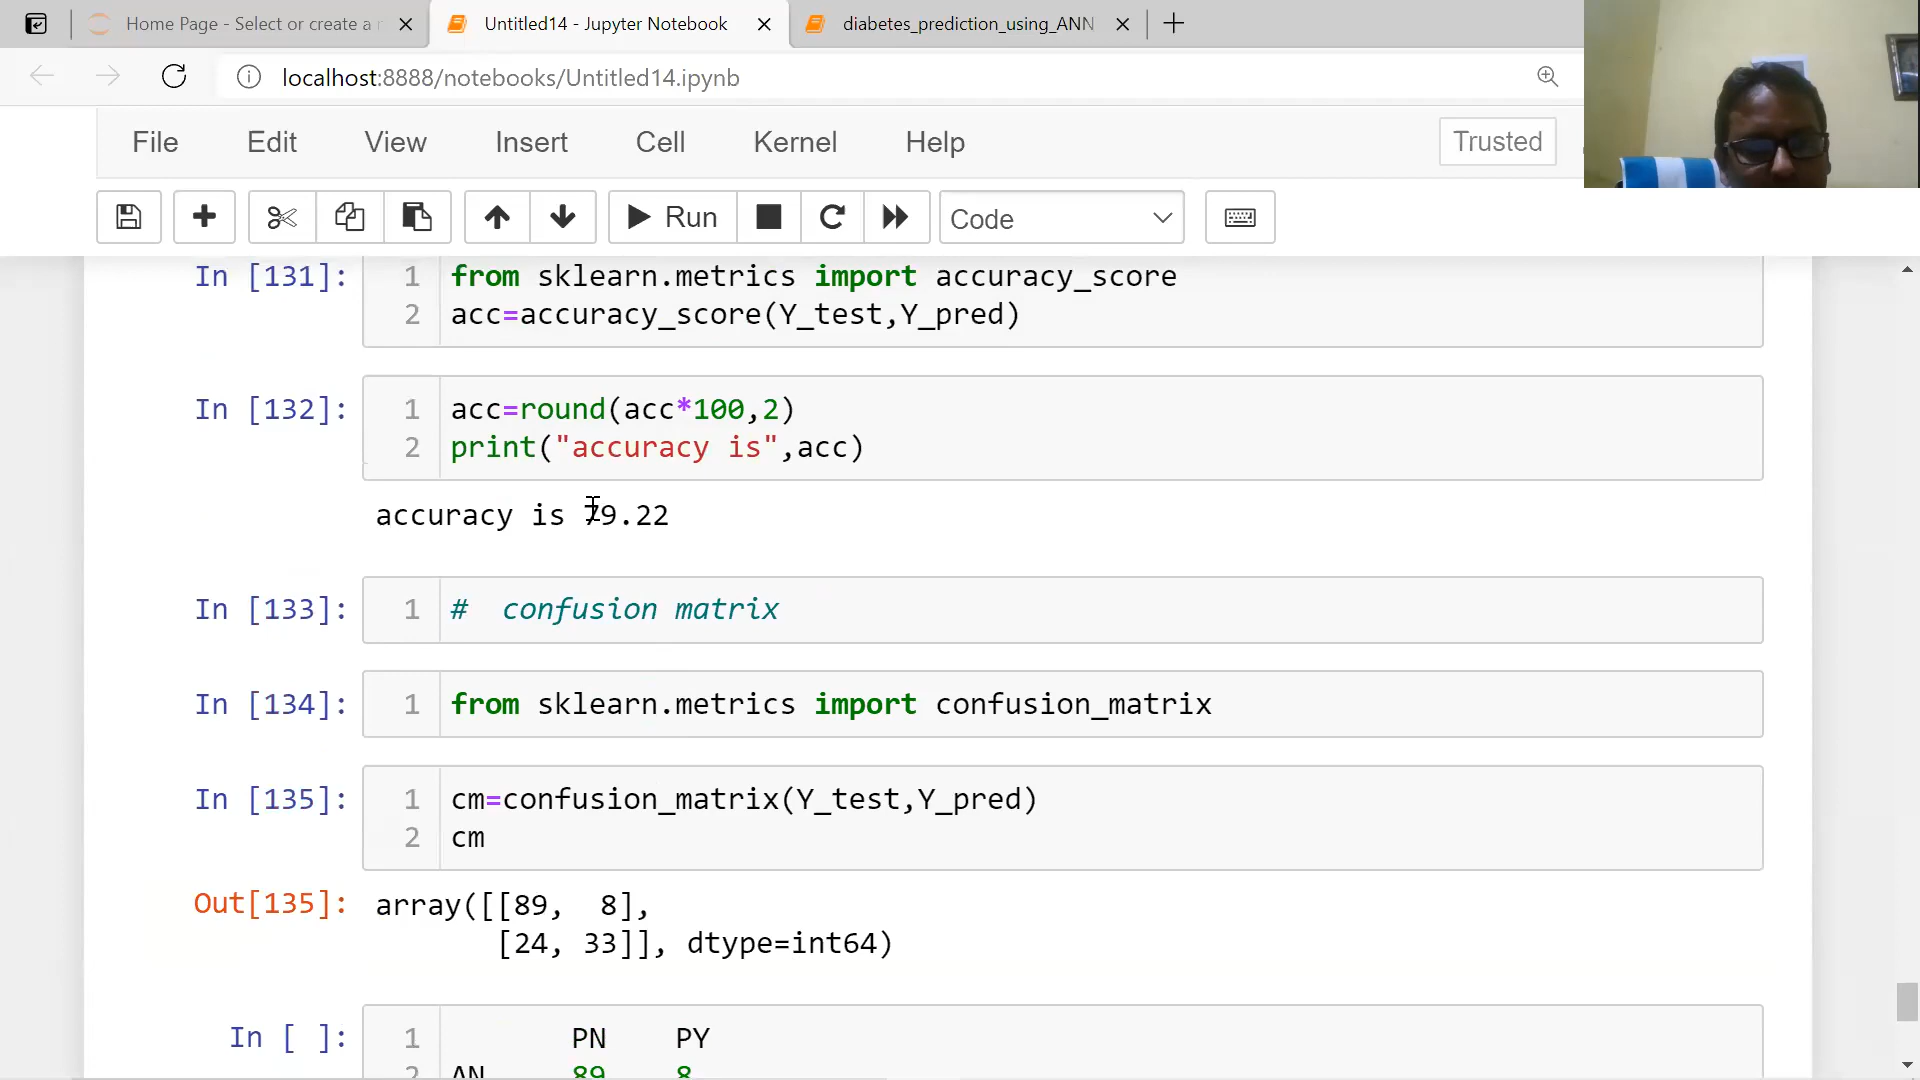 Home Page - Select or create a n
Untitled14 - Jupyter Notebook
diabetes_prediction_using_ANN
localhost:8888/notebooks/Untitled14.ipynb
File Edit View Insert Cell Kernel Help Trusted
Run Code
In [131]: 1 from sklearn.metrics import accuracy_score
2 acc=accuracy_score(Y_test,Y_pred)
In [132]: 1 acc=round(acc*100,2)
2 print("accuracy is",acc)
accuracy is 79.22
In [133]: 1 # confusion matrix
In [134]: 1 from sklearn.metrics import confusion_matrix
In [135]: 1 cm=confusion_matrix(Y_test,Y_pred)
2 cm
Out[135]: array([[89, 8],
[24, 33]], dtype=int64)
In [ ]: 1 PN PY
2 AN 89 8